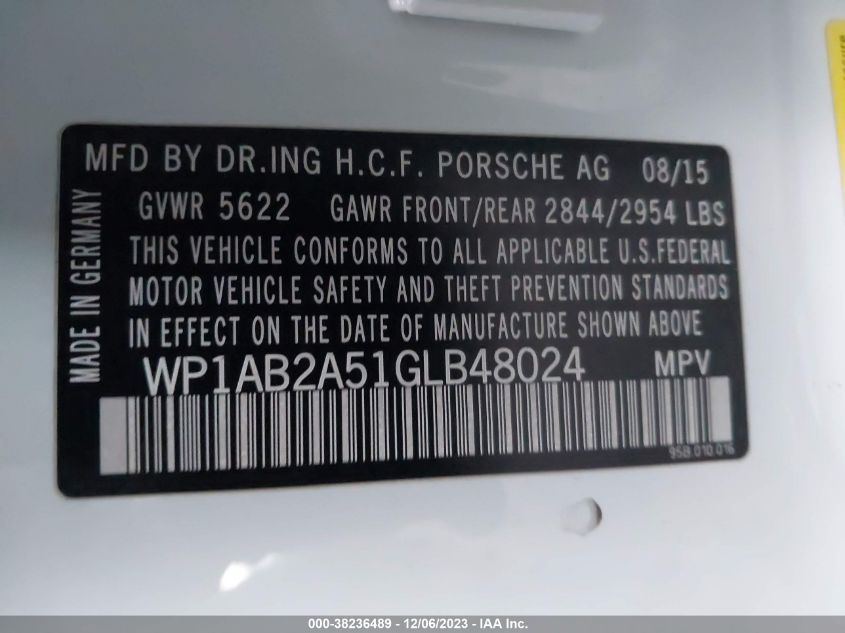 MFD BY DR.ING H.C.F. PORSCHE AG 08/15
GVWR 5622 GAWR FRONT/REAR 2844/2954 LBS
THIS VEHICLE CONFORMS TO ALL APPLICABLE U.S.FEDERAL
MOTOR VEHICLE SAFETY AND THEFT PREVENTION STANDARDS
IN EFFECT ON THE DATE OF MANUFACTURE SHOWN ABOVE
MADE IN GERMANY
WP1AB2A51GLB48024 MPV
95B.010.016
000-38236489 - 12/06/2023 - IAA Inc.